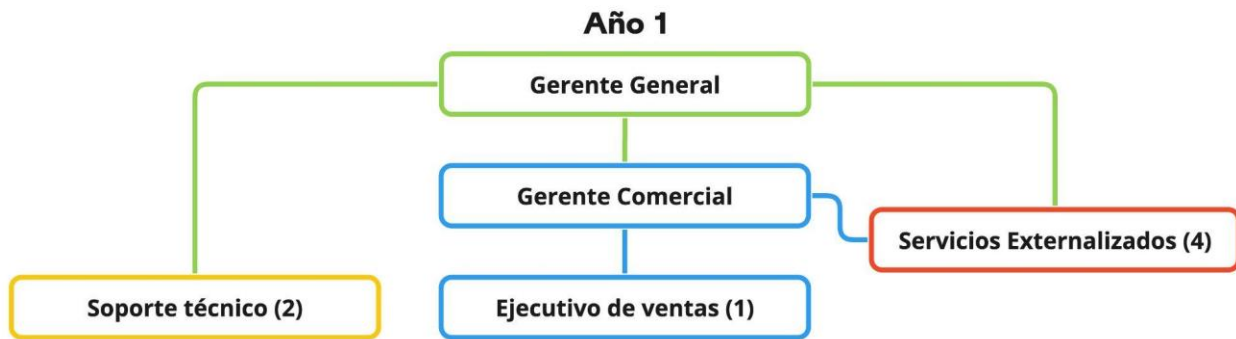 Año 1
Gerente General
Gerente Comercial
Servicios Externalizados (4)
Soporte técnico (2)
Ejecutivo de ventas (1)